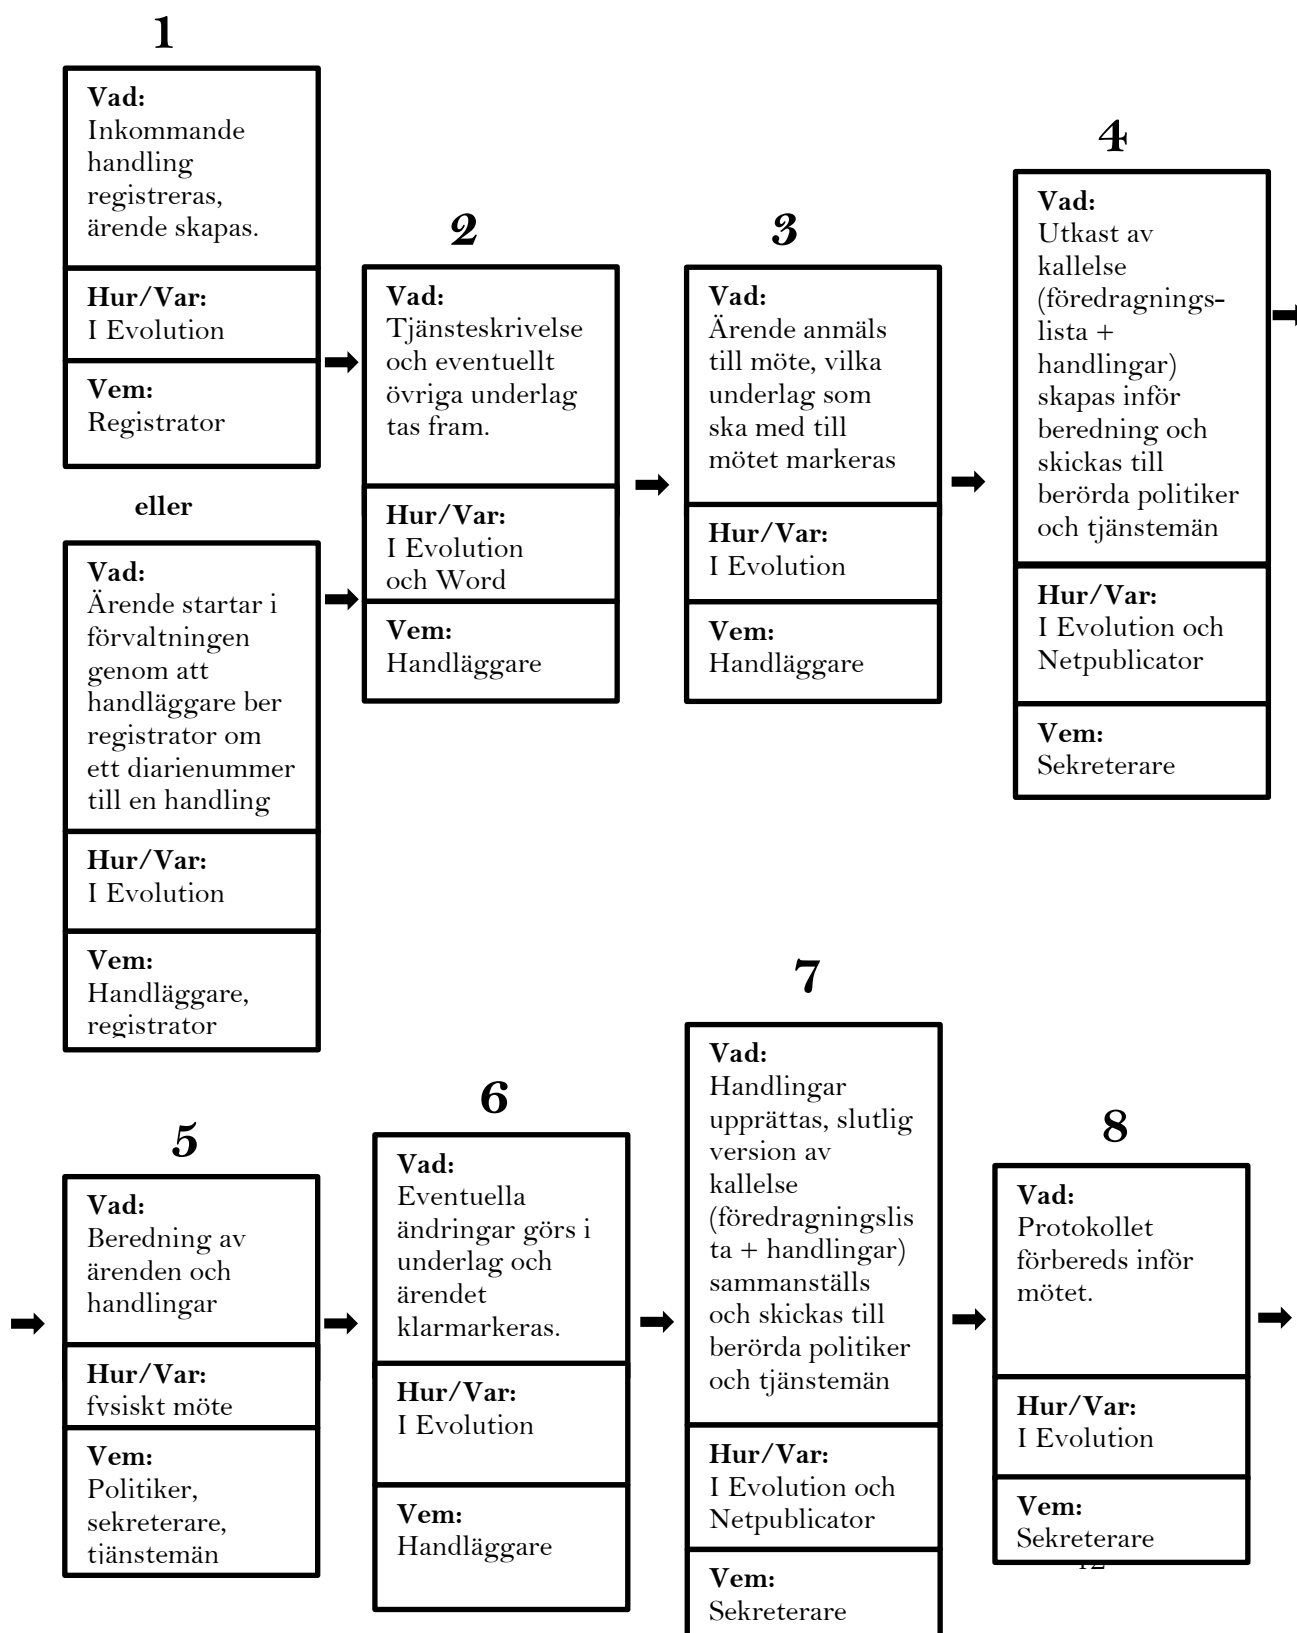 1
Vad:
Inkommande
handling
registreras,
ärende skapas.
Hur/Var:
I Evolution
Vem:
Registrator
eller
Vad:
Ärende startar i
förvaltningen
genom att
handläggare ber
registrator om
ett diarienummer
till en handling
Hur/Var:
I Evolution
Vem:
Handläggare,
registrator
2
Vad:
Tjänsteskrivelse
och eventuellt
övriga underlag
tas fram.
Hur/Var:
I Evolution
och Word
Vem:
Handläggare
3
Vad:
Ärende anmäls
till möte, vilka
underlag som
ska med till
mötet markeras
Hur/Var:
I Evolution
Vem:
Handläggare
4
Vad:
Utkast av
kallelse
(föredragnings-
lista +
handlingar)
skapas inför
beredning och
skickas till
berörda politiker
och tjänstemän
Hur/Var:
I Evolution och
Netpublicator
Vem:
Sekreterare
5
Vad:
Beredning av
ärenden och
handlingar
Hur/Var:
fysiskt möte
Vem:
Politiker,
sekreterare,
tjänstemän
6
Vad:
Eventuella
ändringar görs i
underlag och
ärendet
klarmarkeras.
Hur/Var:
I Evolution
Vem:
Handläggare
7
Vad:
Handlingar
upprättas, slutlig
version av
kallelse
(föredragningslis
ta + handlingar)
sammanställs
och skickas till
berörda politiker
och tjänstemän
Hur/Var:
I Evolution och
Netpublicator
Vem:
Sekreterare
8
Vad:
Protokollet
förbereds inför
mötet.
Hur/Var:
I Evolution
Vem:
Sekreterare